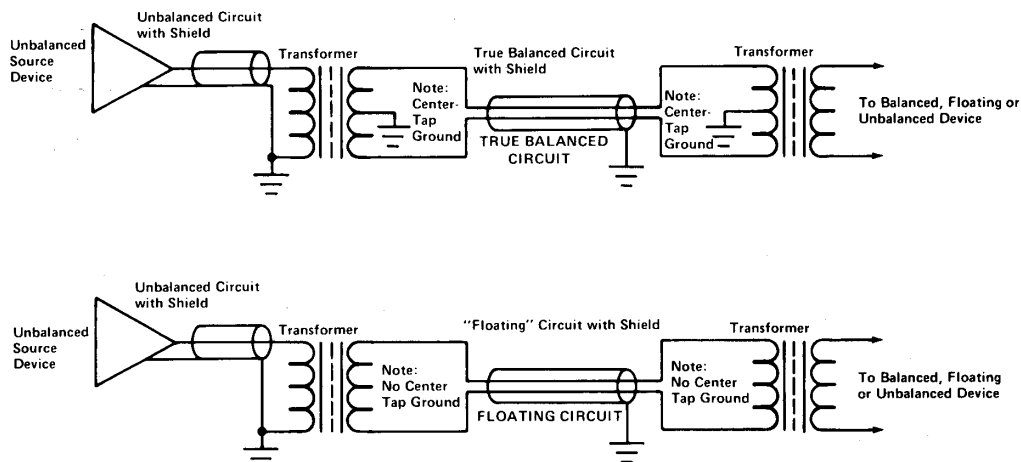 Unbalanced Circuit
with Shield
Unbalanced
Source
Device
Transformer
Note:
Center-
Tap
Ground
True Balanced Circuit
with Shield
TRUE BALANCED
CIRCUIT
Note:
Center-
Tap
Ground
Transformer
To Balanced, Floating or
Unbalanced Device
Unbalanced Circuit
with Shield
Unbalanced
Source
Device
Transformer
Note:
No Center
Tap Ground
"Floating" Circuit with Shield
FLOATING CIRCUIT
Note:
No Center
Tap Ground
Transformer
To Balanced, Floating
or Unbalanced Device